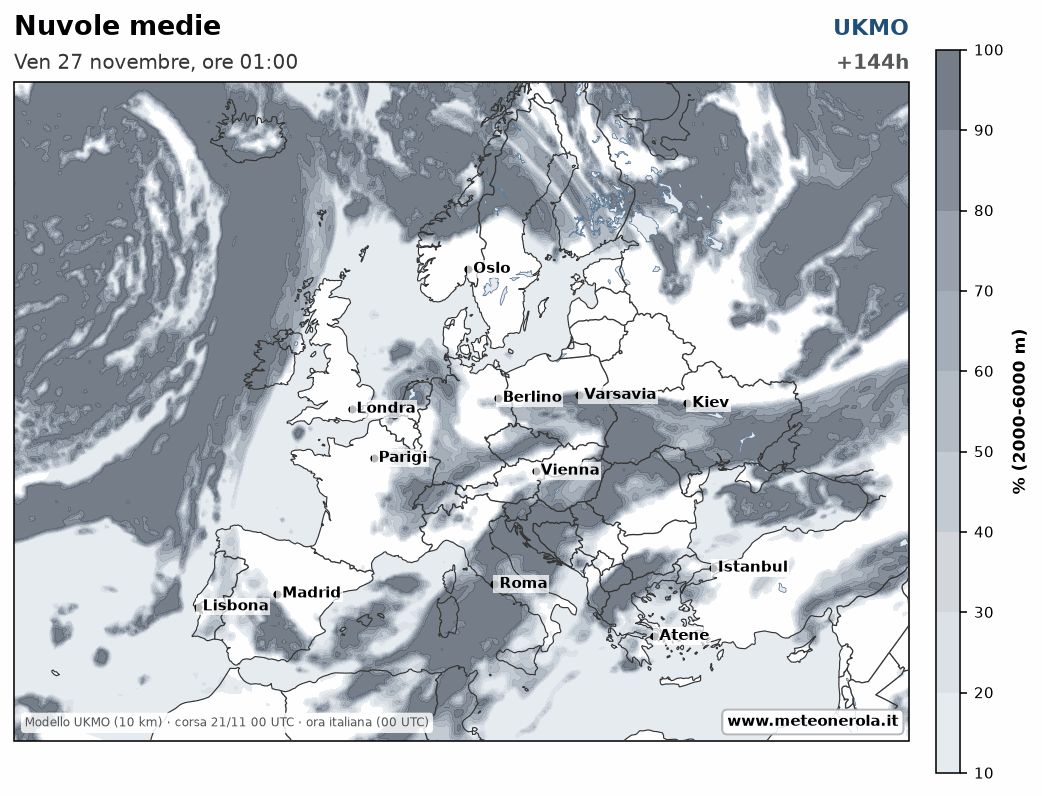 Nuvole medie
UKMO
Ven 27 novembre, ore 01:00
+144h
100
90
80
70
60
50
40
30
20
10
% (2000-6000 m)
Oslo
Londra
Berlino
Varsavia
Kiev
Parigi
Vienna
Istanbul
Roma
Madrid
Lisbona
Atene
Modello UKMO (10 km) · corsa 21/11 00 UTC · ora italiana (00 UTC)
www.meteonerola.it